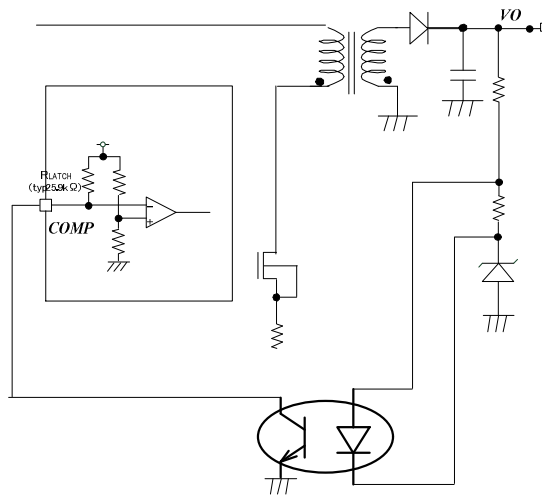 VO
RLATCH
(typ25.9kΩ)
COMP
−
+